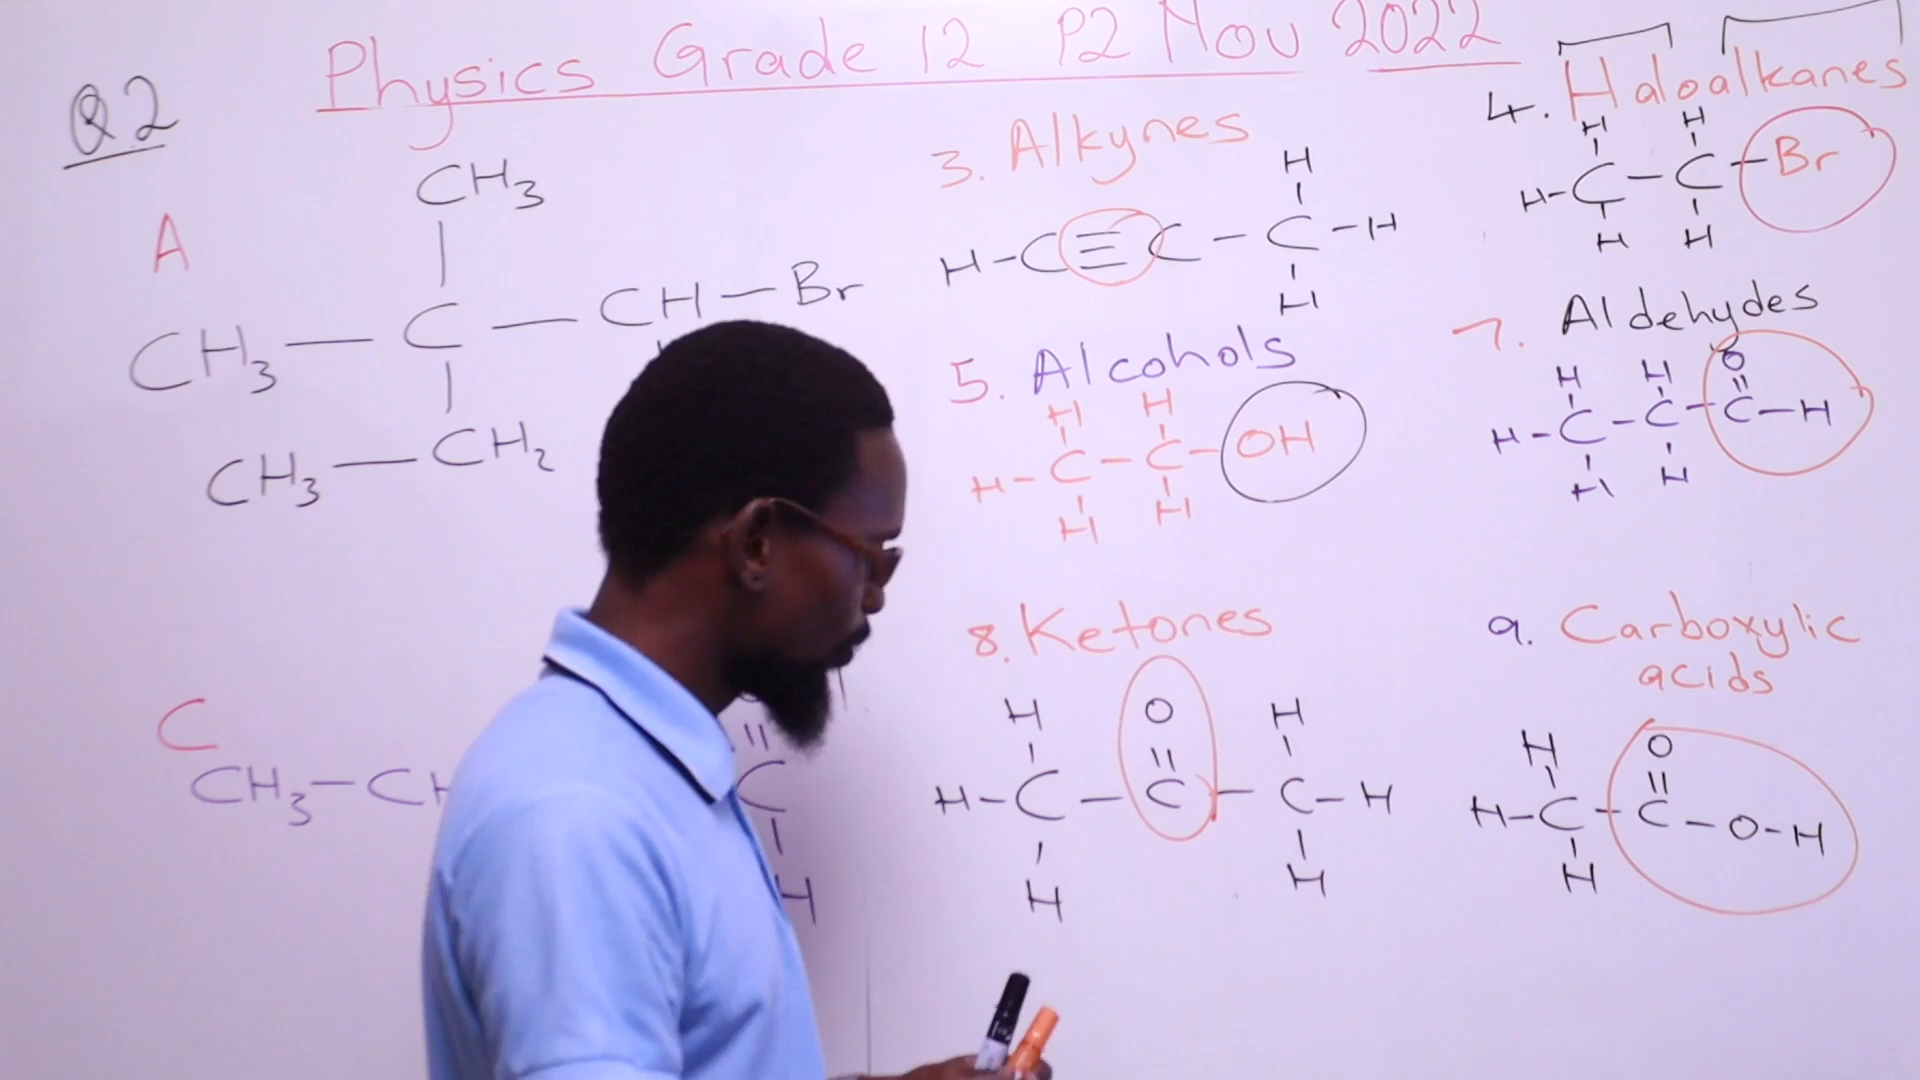 Physics Grade 12 P2 Nov 2022
Q2
A
CH3
CH3 — C — CH — Br
CH3 — CH2
C
CH3 — CH
||
C
H
3. Alkynes
H
H - C ≡ C - C - H
H
4. Haloalkanes
H H
H - C - C - Br
H H
5. Alcohols
H H
H - C - C - OH
H H
7. Aldehydes
H H O
H - C - C - C - H
H H
8. Ketones
H O H
H - C - C - C - H
H H
9. Carboxylic
acids
H O
H - C - C - O - H
H